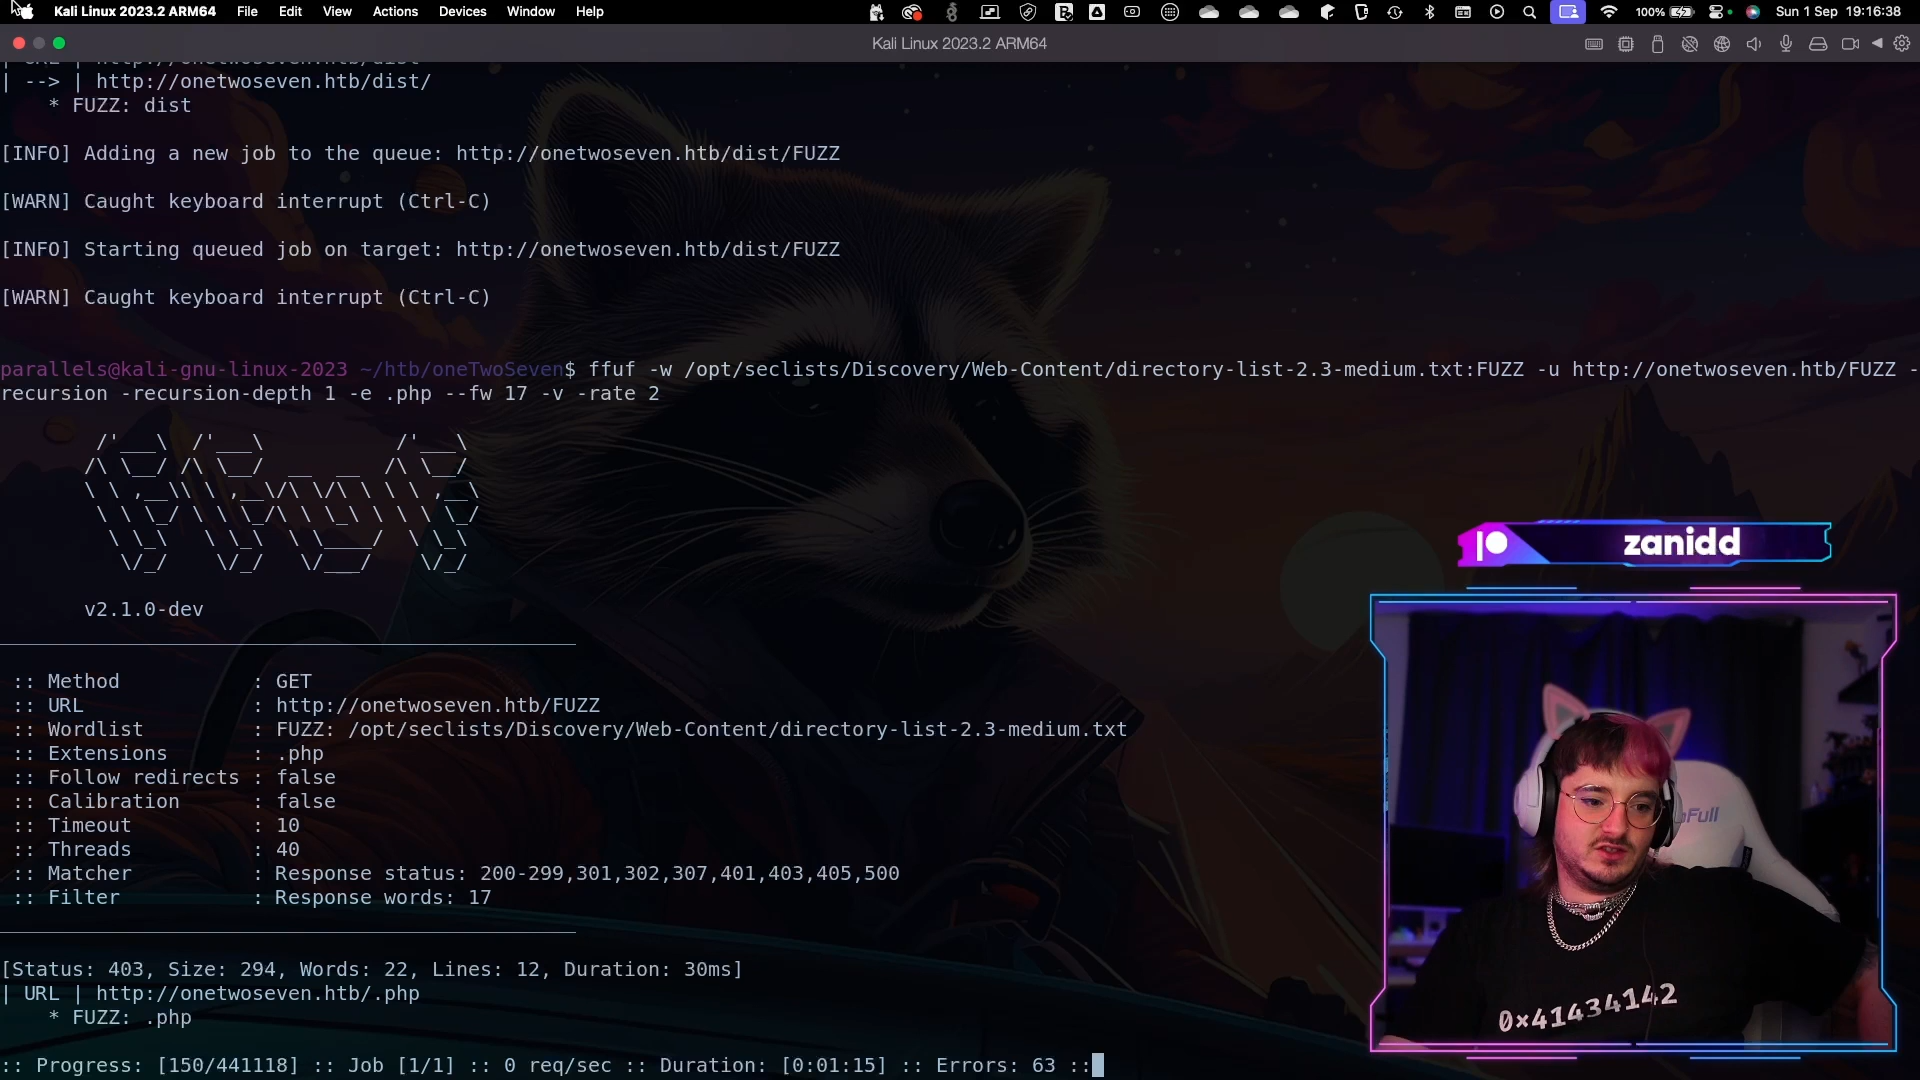 Kali Linux 2023.2 ARM64 File Edit View Actions Devices Window Help 100% Sun 1 Sep 19:16:38
Kali Linux 2023.2 ARM64
| --> | http://onetwoseven.htb/dist/
* FUZZ: dist
[INFO] Adding a new job to the queue: http://onetwoseven.htb/dist/FUZZ
[WARN] Caught keyboard interrupt (Ctrl-C)
[INFO] Starting queued job on target: http://onetwoseven.htb/dist/FUZZ
[WARN] Caught keyboard interrupt (Ctrl-C)
parallels@kali-gnu-linux-2023 ~/htb/oneTwoSeven$ ffuf -w /opt/seclists/Discovery/Web-Content/directory-list-2.3-medium.txt:FUZZ -u http://onetwoseven.htb/FUZZ -
recursion -recursion-depth 1 -e .php --fw 17 -v -rate 2
v2.1.0-dev
:: Method : GET
:: URL : http://onetwoseven.htb/FUZZ
:: Wordlist : FUZZ: /opt/seclists/Discovery/Web-Content/directory-list-2.3-medium.txt
:: Extensions : .php
:: Follow redirects : false
:: Calibration : false
:: Timeout : 10
:: Threads : 40
:: Matcher : Response status: 200-299,301,302,307,401,403,405,500
:: Filter : Response words: 17
[Status: 403, Size: 294, Words: 22, Lines: 12, Duration: 30ms]
| URL | http://onetwoseven.htb/.php
* FUZZ: .php
:: Progress: [150/441118] :: Job [1/1] :: 0 req/sec :: Duration: [0:01:15] :: Errors: 63 ::
zanidd
0x41434142